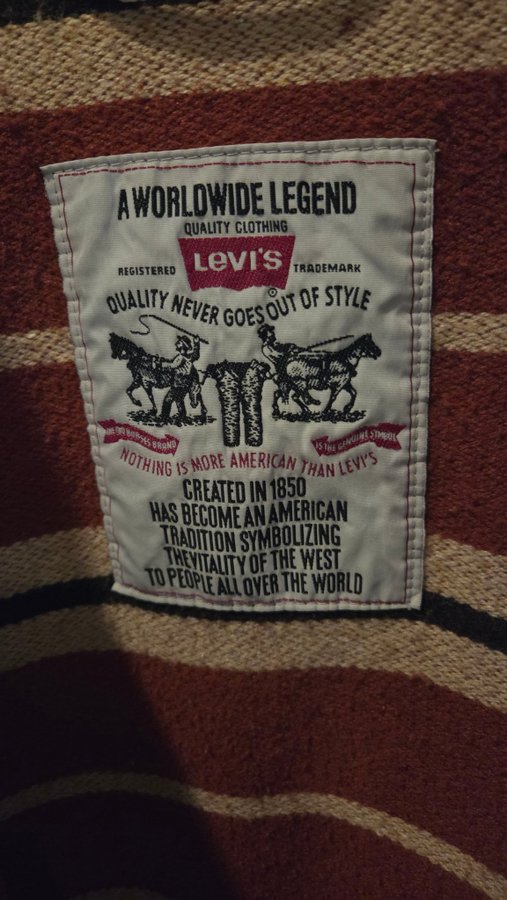 A WORLDWIDE LEGEND
QUALITY CLOTHING
LEVI'S
REGISTERED TRADEMARK
®
QUALITY NEVER GOES OUT OF STYLE
IS THE GENUINE SYMBOL
NOTHING IS MORE AMERICAN THAN LEVI'S
CREATED IN 1850
HAS BECOME AN AMERICAN
TRADITION SYMBOLIZING
THEVITALITY OF THE WEST
TO PEOPLE ALL OVER THE WORLD